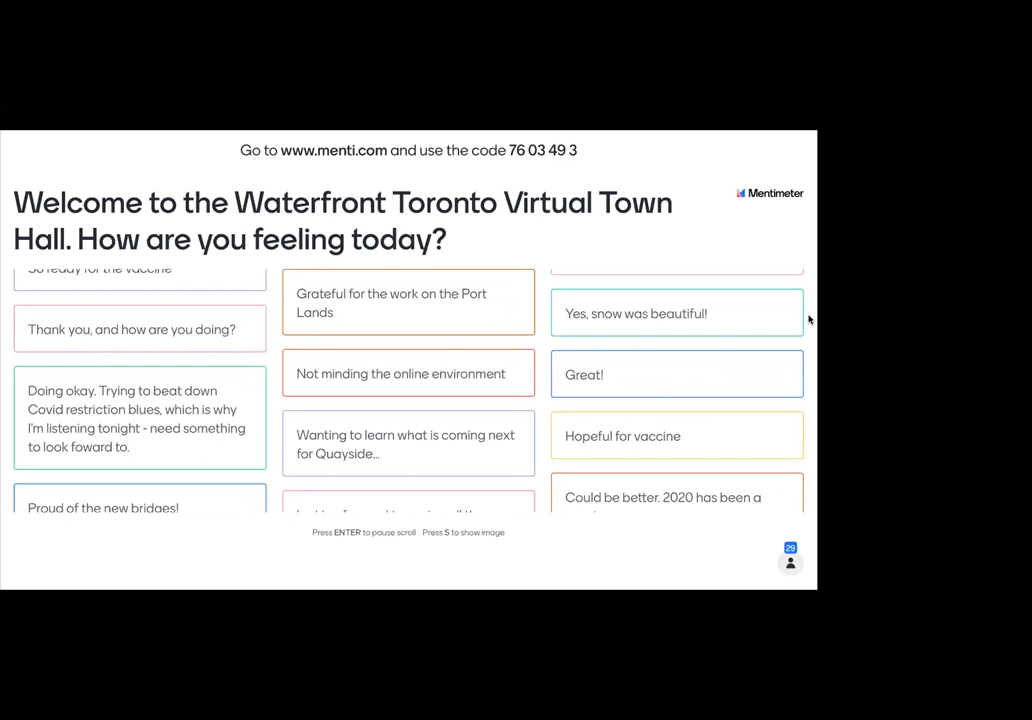 Go to www.menti.com and use the code 76 03 49 3
Welcome to the Waterfront Toronto Virtual Town
Hall. How are you feeling today?
Mentimeter
So ready for the vaccine
Thank you, and how are you doing?
Doing okay. Trying to beat down
Covid restriction blues, which is why
I'm listening tonight - need something
to look foward to.
Proud of the new bridges!
Grateful for the work on the Port
Lands
Not minding the online environment
Wanting to learn what is coming next
for Quayside...
Yes, snow was beautiful!
Great!
Hopeful for vaccine
Could be better. 2020 has been a
Press ENTER to pause scroll Press S to show image
29